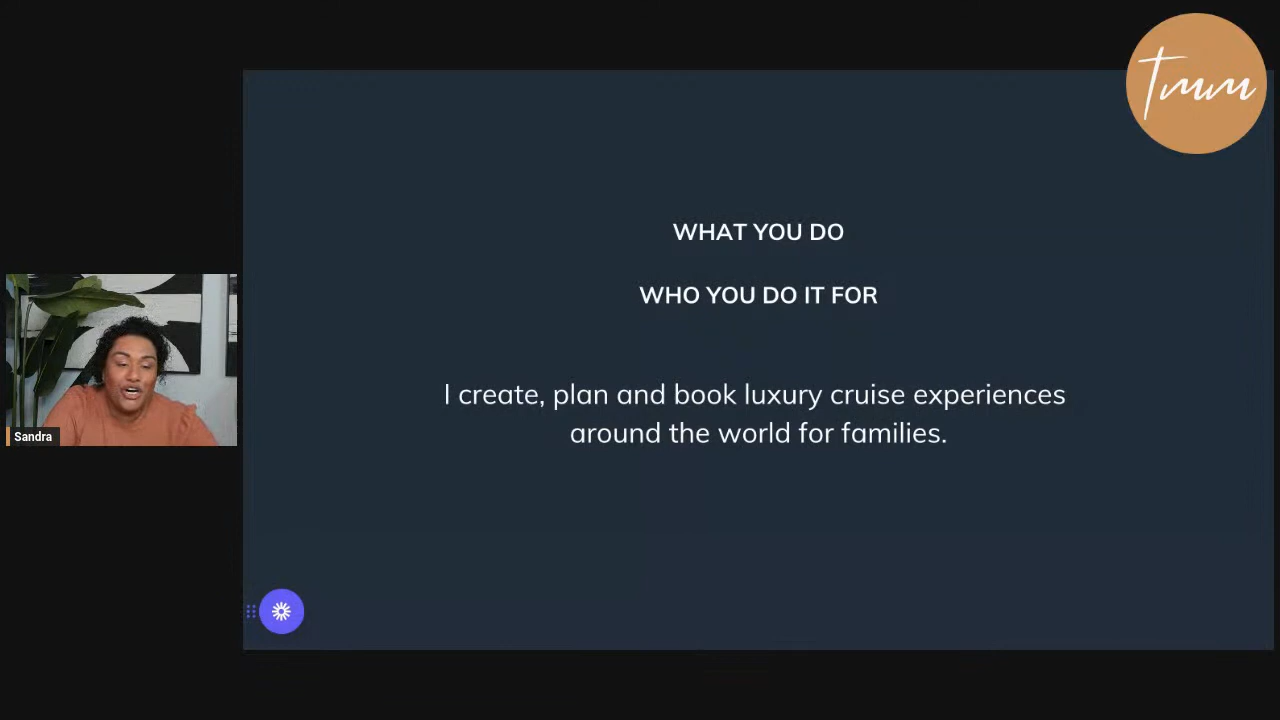 Tmm
WHAT YOU DO
WHO YOU DO IT FOR
I create, plan and book luxury cruise experiences
around the world for families.
Sandra